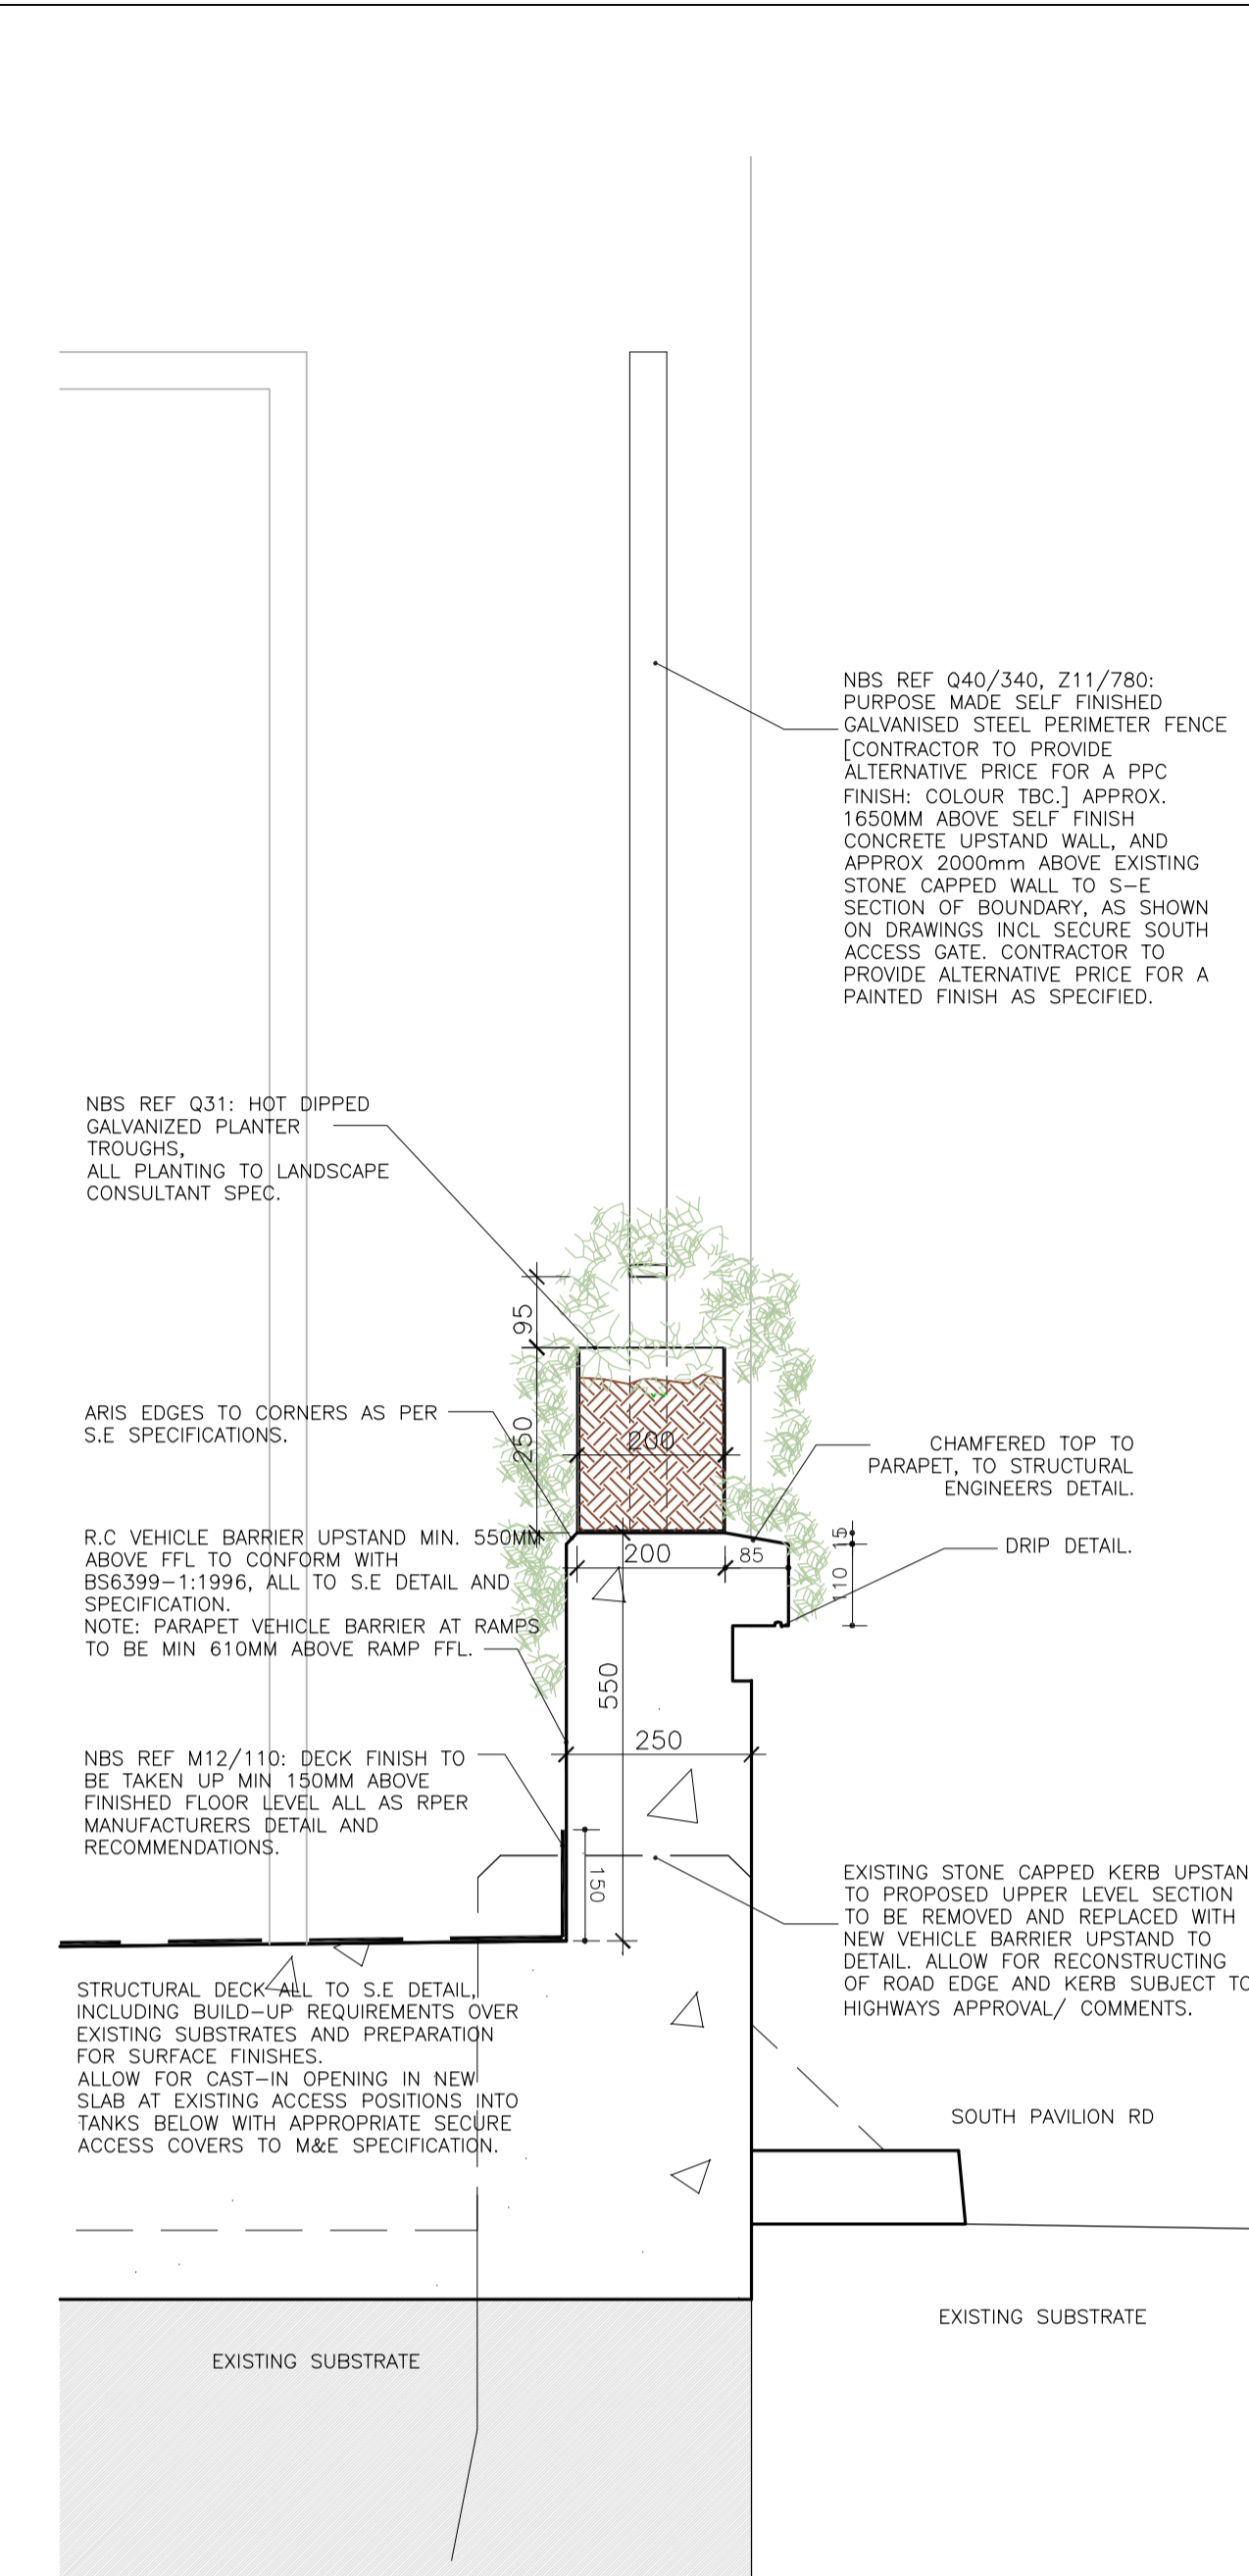 NBS REF Q40/340, Z11/780:
PURPOSE MADE SELF FINISHED
GALVANISED STEEL PERIMETER FENCE
[CONTRACTOR TO PROVIDE
ALTERNATIVE PRICE FOR A PPC
FINISH: COLOUR TBC.] APPROX.
1650MM ABOVE SELF FINISH
CONCRETE UPSTAND WALL, AND
APPROX 2000mm ABOVE EXISTING
STONE CAPPED WALL TO S-E
SECTION OF BOUNDARY, AS SHOWN
ON DRAWINGS INCL SECURE SOUTH
ACCESS GATE. CONTRACTOR TO
PROVIDE ALTERNATIVE PRICE FOR A
PAINTED FINISH AS SPECIFIED.
NBS REF Q31: HOT DIPPED
GALVANIZED PLANTER
TROUGHS,
ALL PLANTING TO LANDSCAPE
CONSULTANT SPEC.
95
250
200
ARIS EDGES TO CORNERS AS PER
S.E SPECIFICATIONS.
CHAMFERED TOP TO
PARAPET, TO STRUCTURAL
ENGINEERS DETAIL.
R.C VEHICLE BARRIER UPSTAND MIN. 550MM
ABOVE FFL TO CONFORM WITH
BS6399-1:1996, ALL TO S.E DETAIL AND
SPECIFICATION.
NOTE: PARAPET VEHICLE BARRIER AT RAMPS
TO BE MIN 610MM ABOVE RAMP FFL.
200
85
15
110
DRIP DETAIL.
550
250
NBS REF M12/110: DECK FINISH TO
BE TAKEN UP MIN 150MM ABOVE
FINISHED FLOOR LEVEL ALL AS RPER
MANUFACTURERS DETAIL AND
RECOMMENDATIONS.
150
EXISTING STONE CAPPED KERB UPSTAN
TO PROPOSED UPPER LEVEL SECTION
TO BE REMOVED AND REPLACED WITH
NEW VEHICLE BARRIER UPSTAND TO
DETAIL. ALLOW FOR RECONSTRUCTING
OF ROAD EDGE AND KERB SUBJECT TO
HIGHWAYS APPROVAL/ COMMENTS.
STRUCTURAL DECK ALL TO S.E DETAIL,
INCLUDING BUILD-UP REQUIREMENTS OVER
EXISTING SUBSTRATES AND PREPARATION
FOR SURFACE FINISHES.
ALLOW FOR CAST-IN OPENING IN NEW
SLAB AT EXISTING ACCESS POSITIONS INTO
TANKS BELOW WITH APPROPRIATE SECURE
ACCESS COVERS TO M&E SPECIFICATION.
SOUTH PAVILION RD
EXISTING SUBSTRATE
EXISTING SUBSTRATE